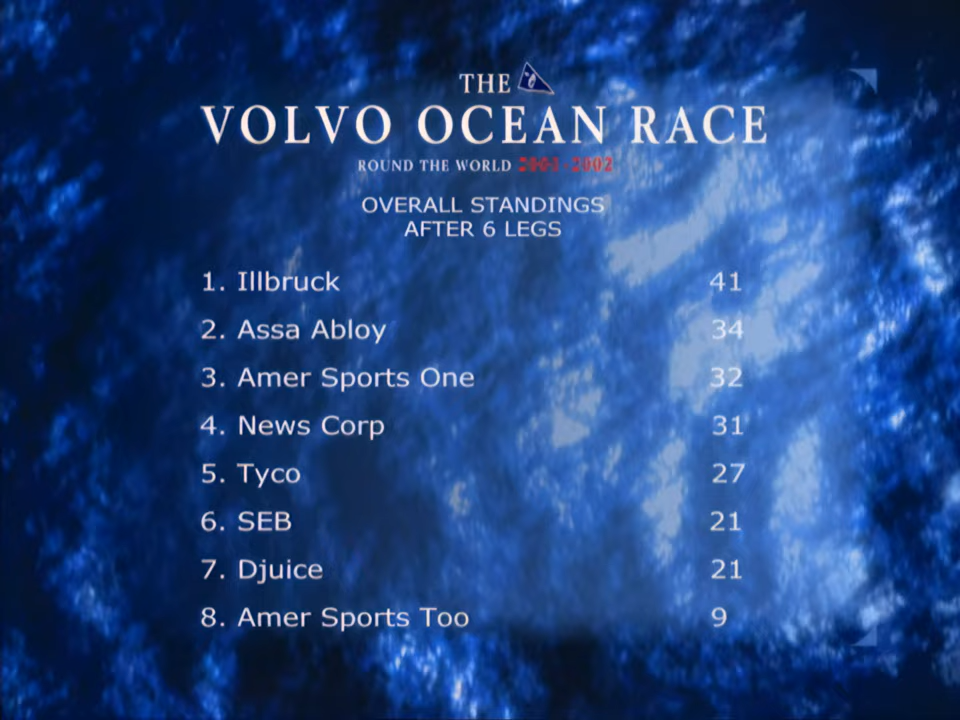 THE
VOLVO OCEAN RACE
ROUND THE WORLD 2001-2002
OVERALL STANDINGS
AFTER 6 LEGS
1. Illbruck 41
2. Assa Abloy 34
3. Amer Sports One 32
4. News Corp 31
5. Tyco 27
6. SEB 21
7. Djuice 21
8. Amer Sports Too 9